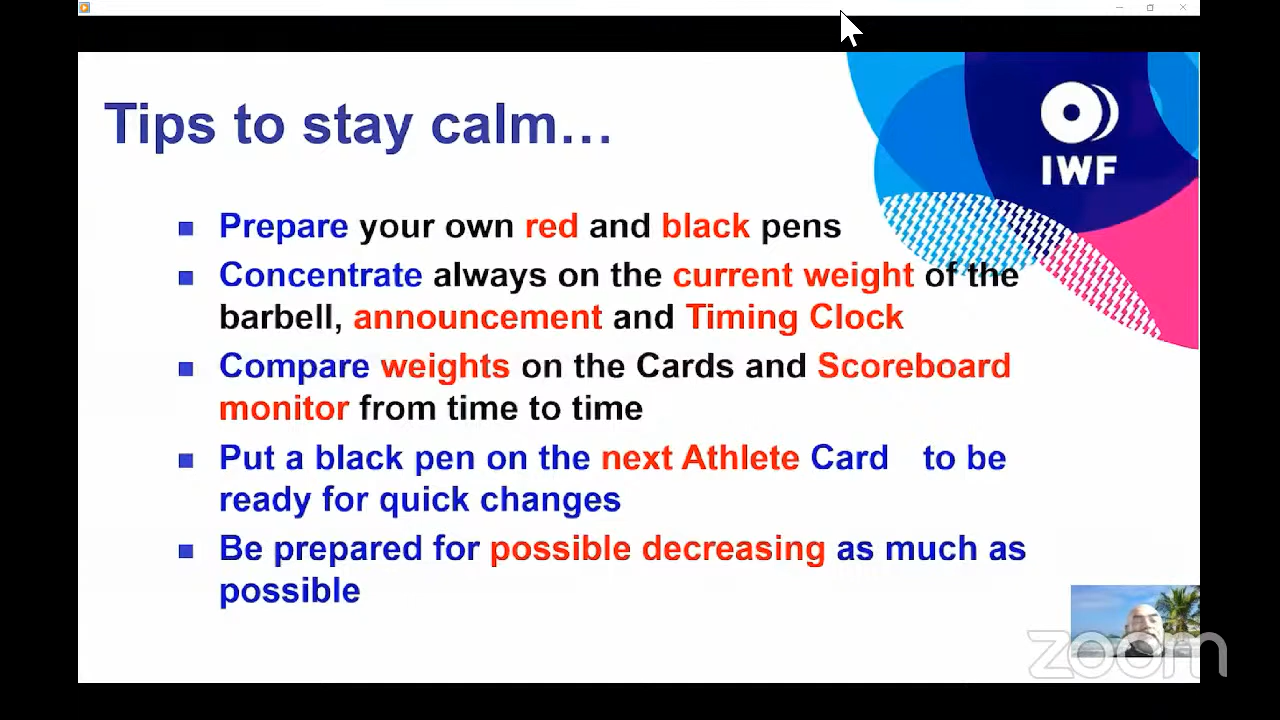 Tips to stay calm…
IWF
Prepare your own red and black pens
Concentrate always on the current weight of the
barbell, announcement and Timing Clock
Compare weights on the Cards and Scoreboard
monitor from time to time
Put a black pen on the next Athlete Card to be
ready for quick changes
Be prepared for possible decreasing as much as
possible
zoom